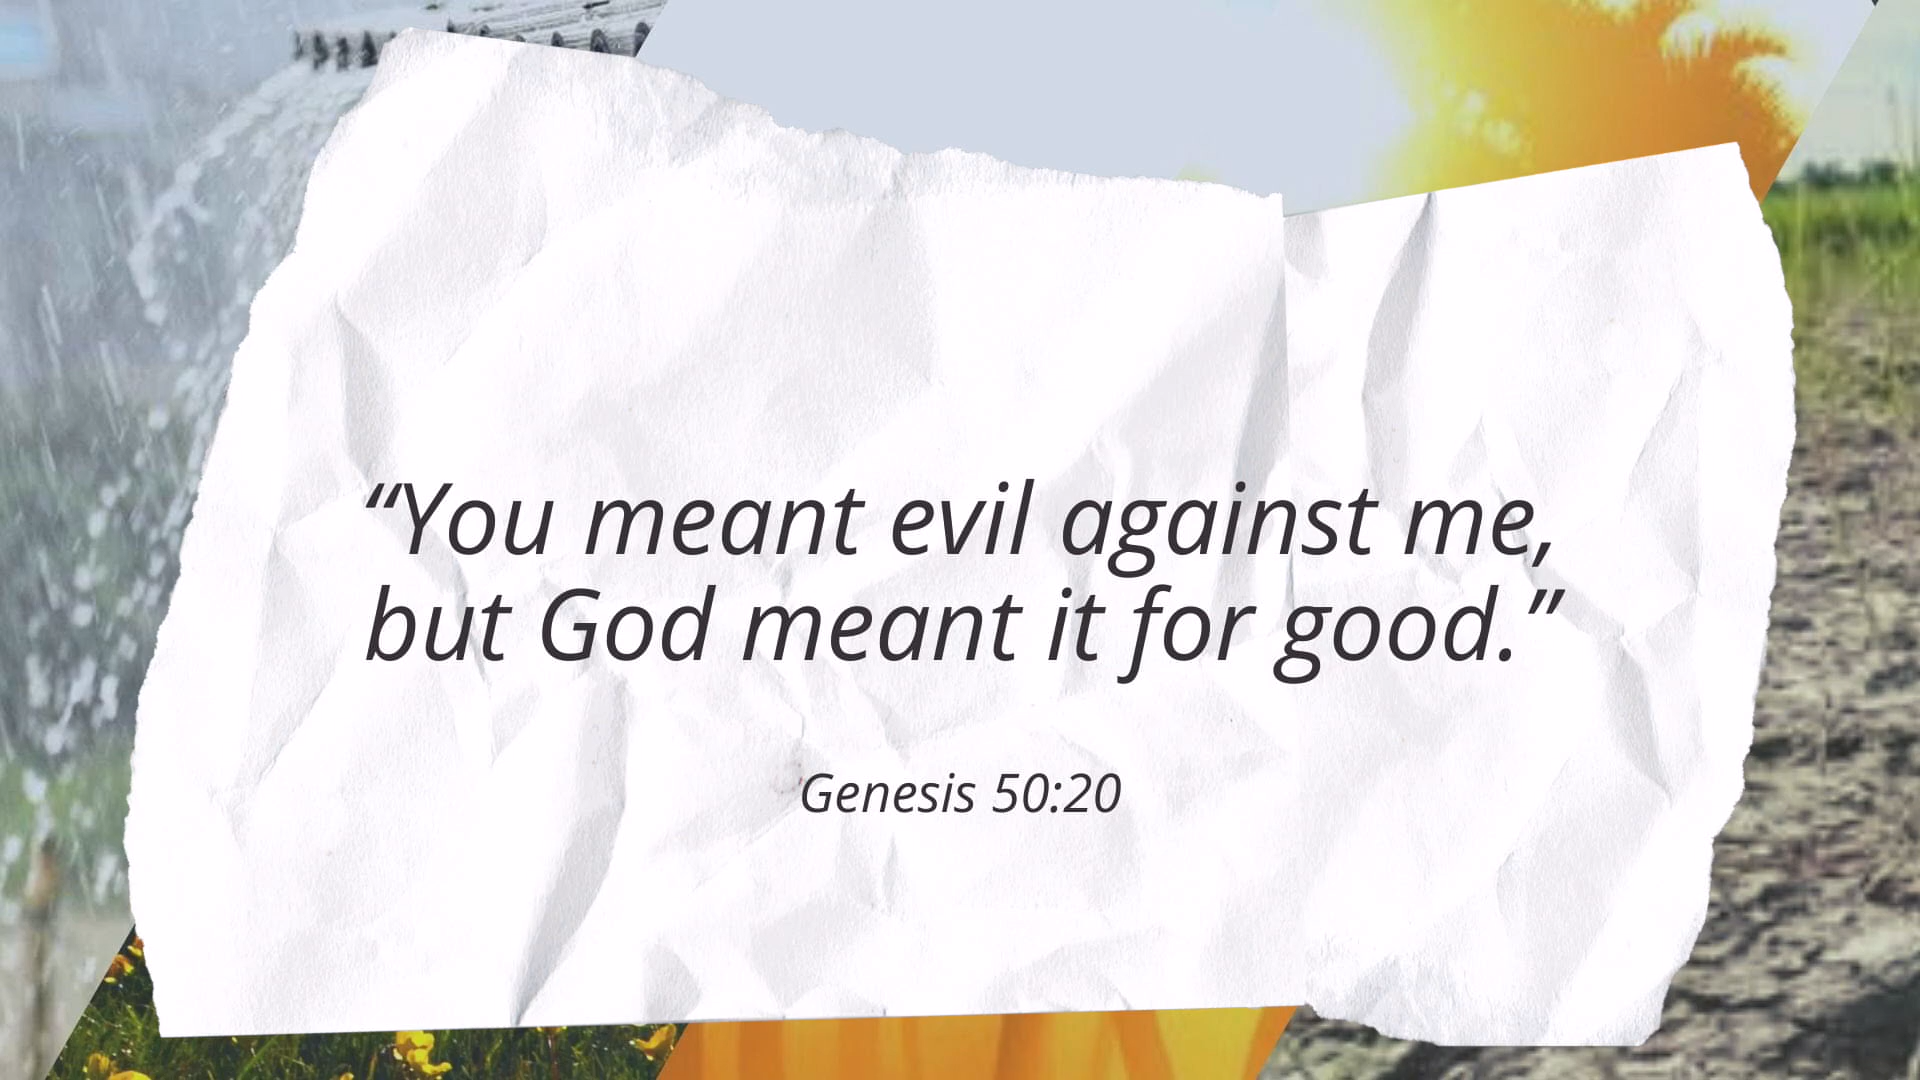 “You meant evil against me,
but God meant it for good.”
Genesis 50:20